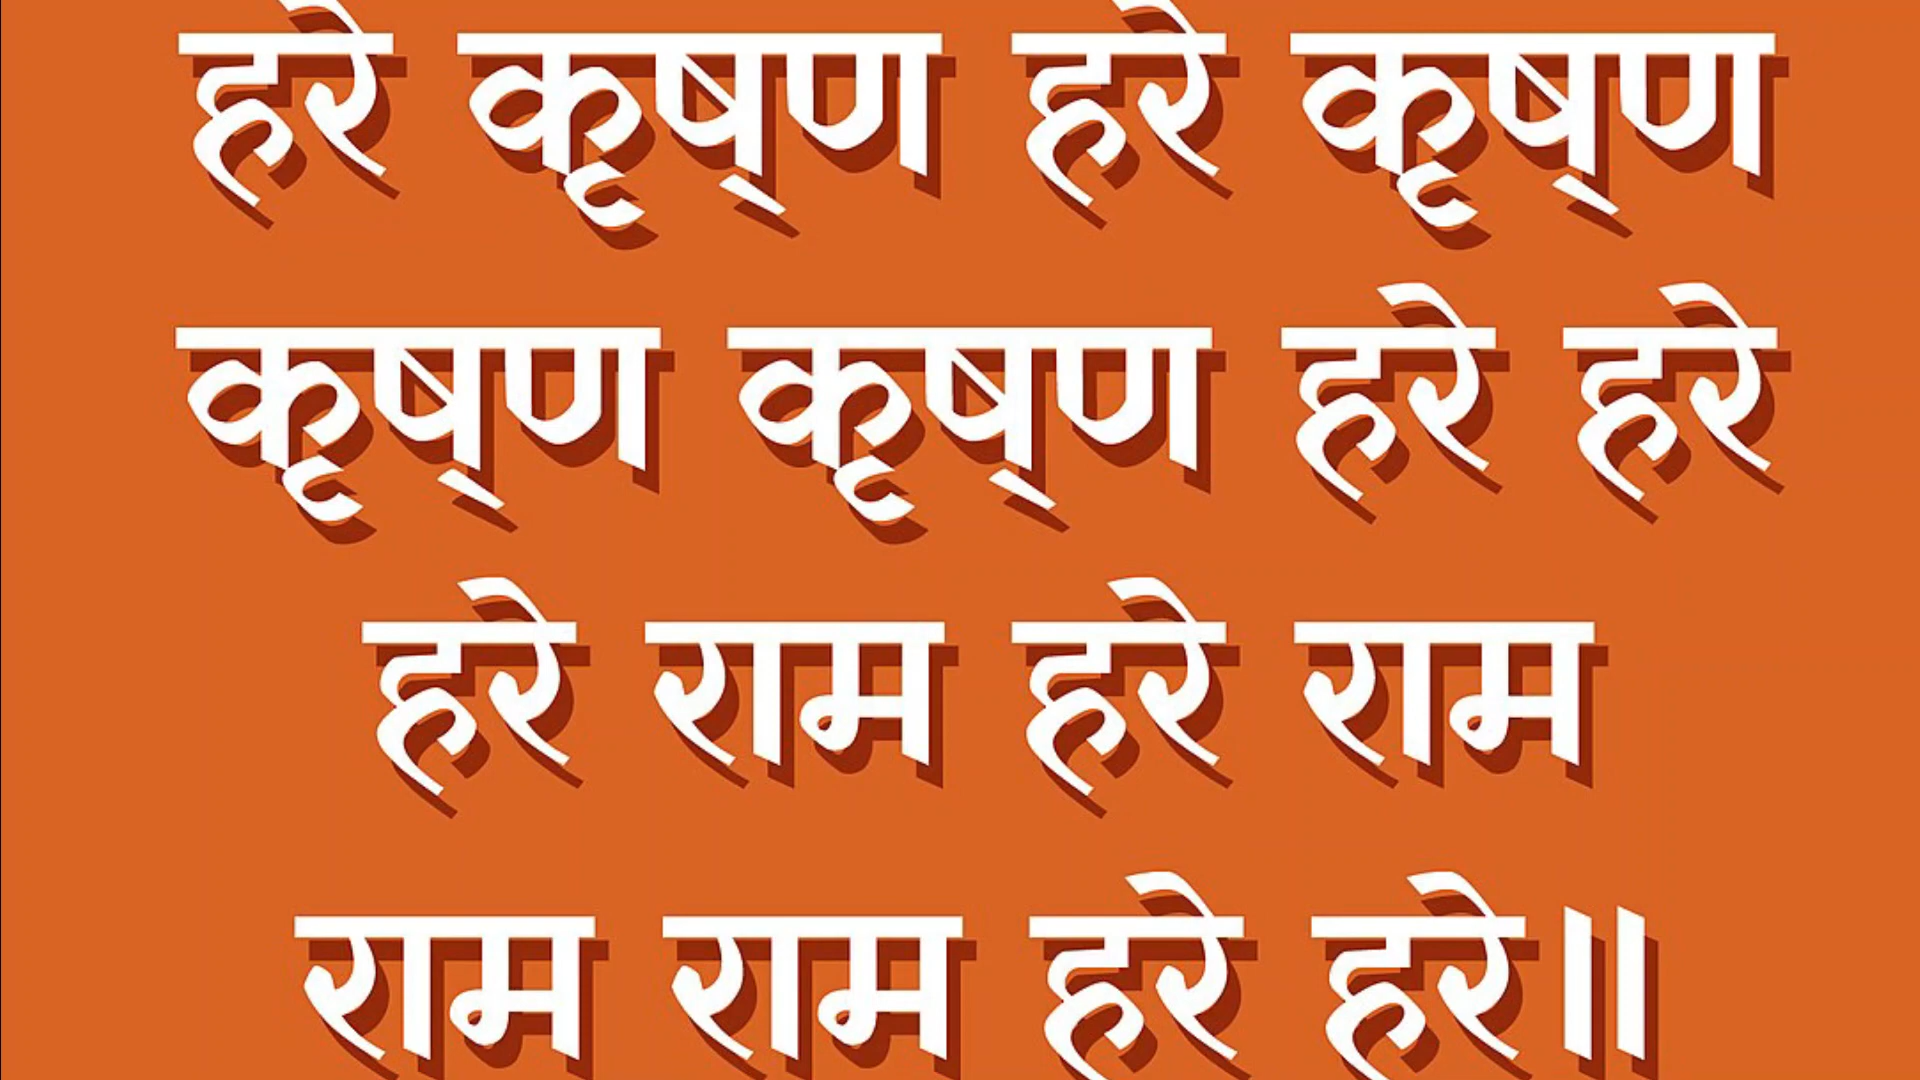 हरे कृष्ण हरे कृष्ण
कृष्ण कृष्ण हरे हरे
हरे राम हरे राम
राम राम हरे हरे॥